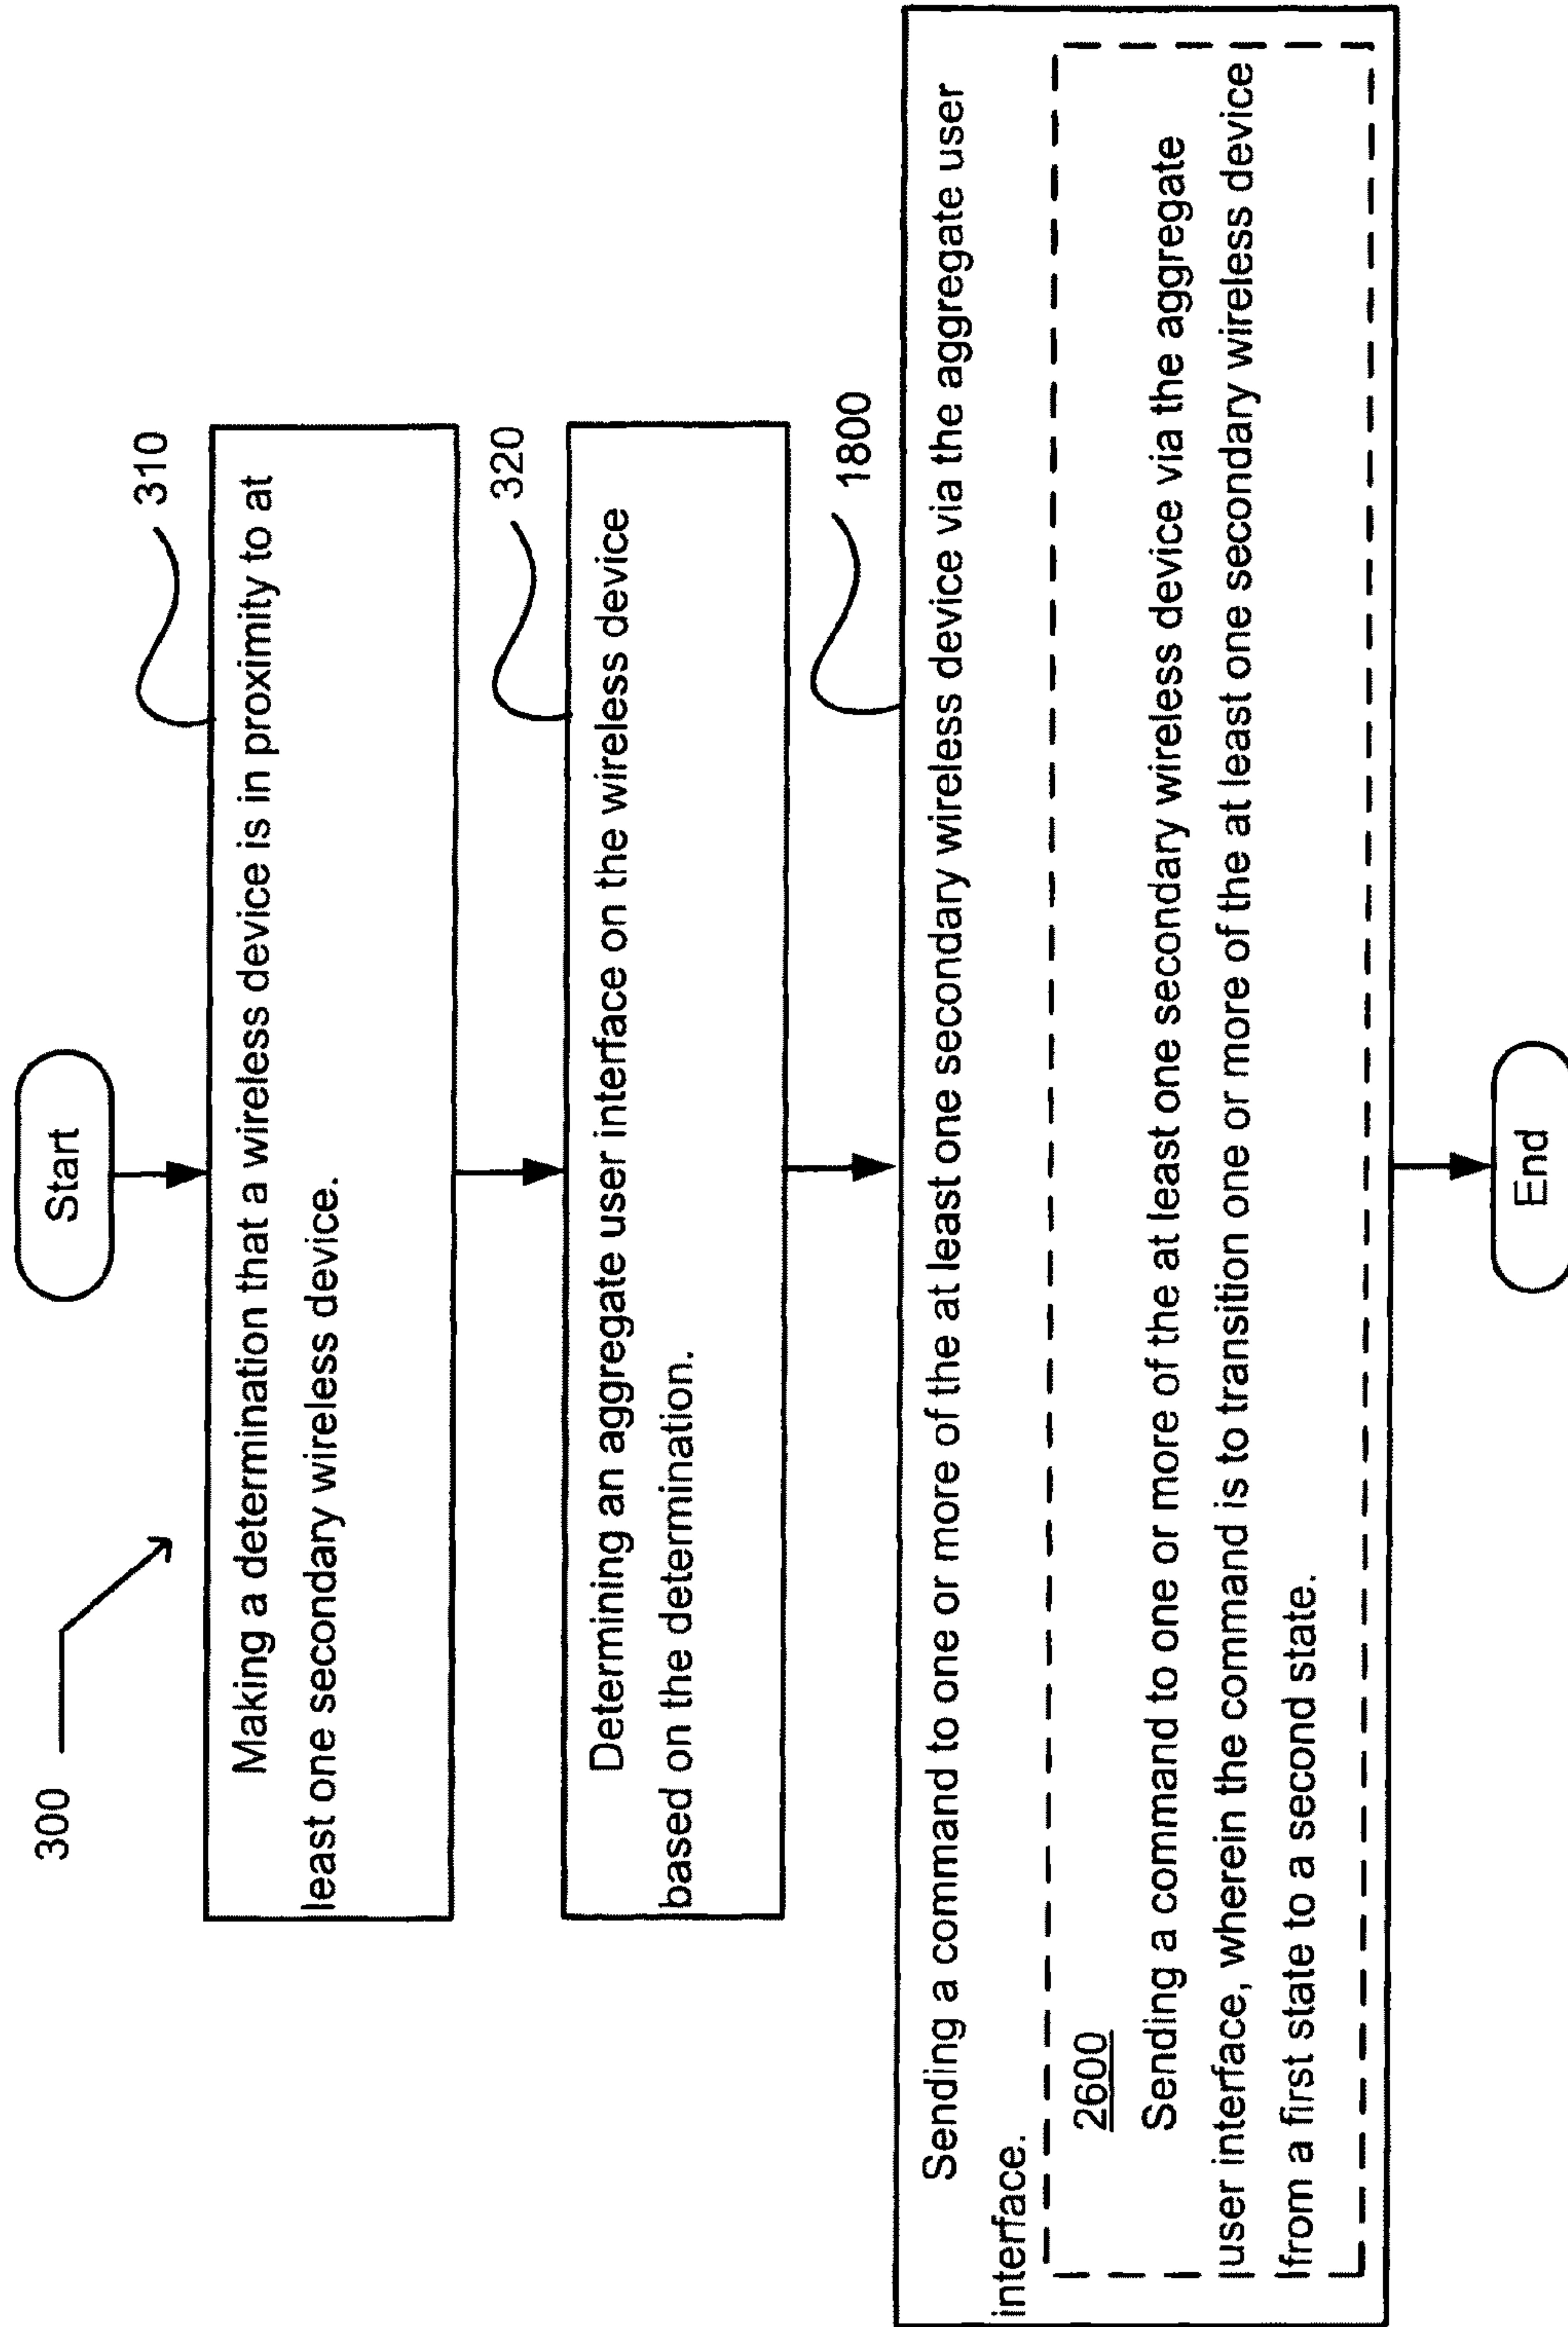 300
Start
310
Making a determination that a wireless device is in proximity to at
least one secondary wireless device.
320
Determining an aggregate user interface on the wireless device
based on the determination.
1800
Sending a command to one or more of the at least one secondary wireless device via the aggregate user
interface.
2600
Sending a command to one or more of the at least one secondary wireless device via the aggregate
user interface, wherein the command is to transition one or more of the at least one secondary wireless device
from a first state to a second state.
End